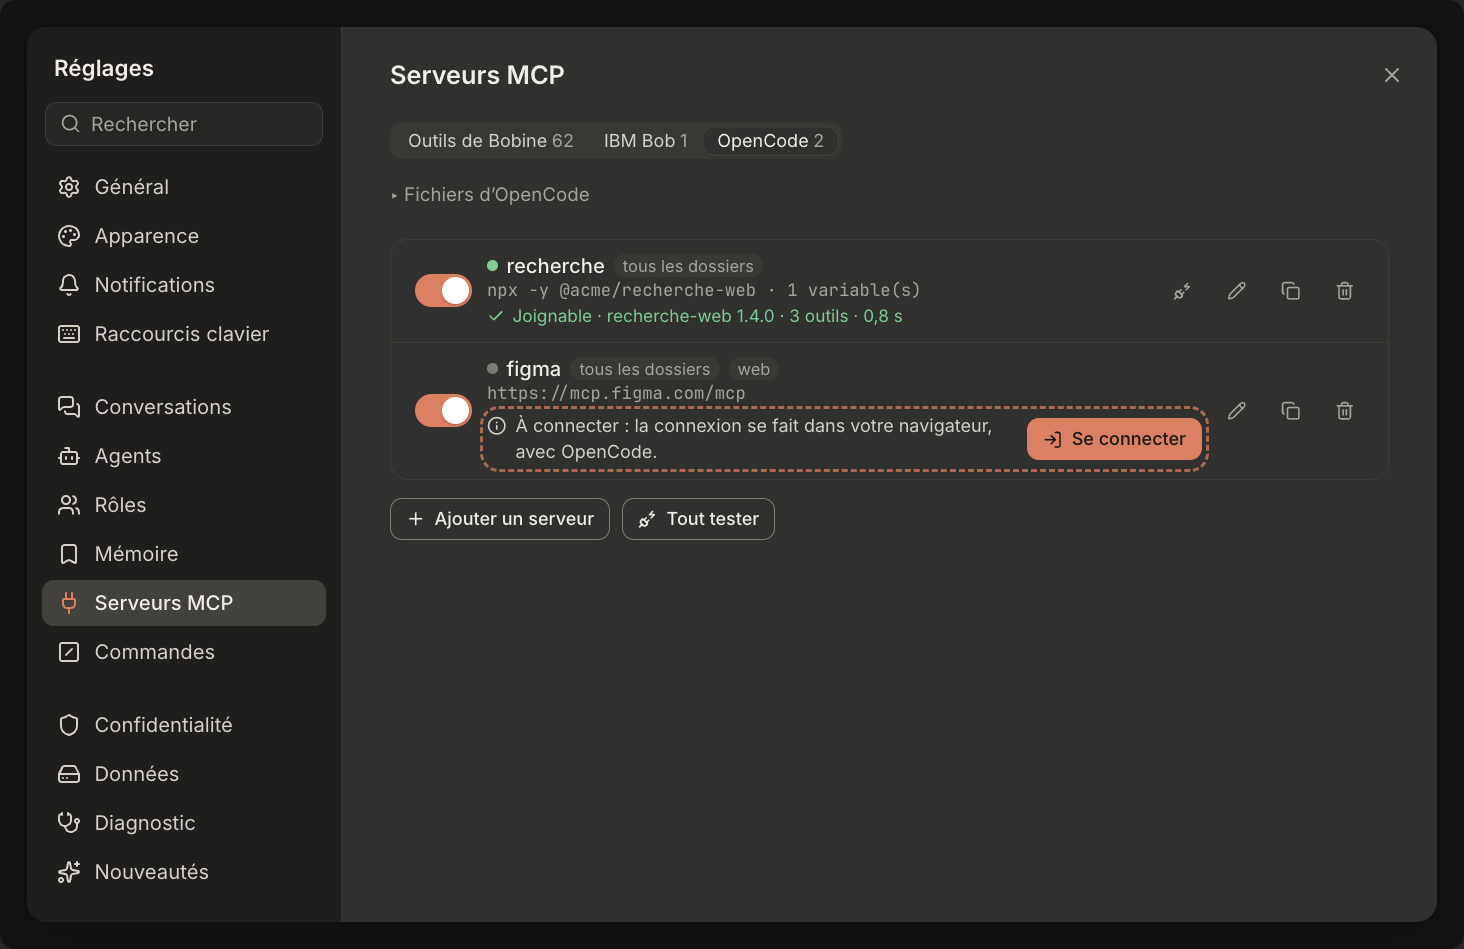 Réglages
Rechercher
Général
Apparence
Notifications
Raccourcis clavier
Conversations
Agents
Rôles
Mémoire
Serveurs MCP
Commandes
Confidentialité
Données
Diagnostic
Nouveautés
Serveurs MCP
Outils de Bobine 62 IBM Bob 1 OpenCode 2
Fichiers d’OpenCode
recherche tous les dossiers
npx -y @acme/recherche-web · 1 variable(s)
Joignable · recherche-web 1.4.0 · 3 outils · 0,8 s
figma tous les dossiers web
https://mcp.figma.com/mcp
À connecter : la connexion se fait dans votre navigateur,
avec OpenCode.
Se connecter
Ajouter un serveur Tout tester